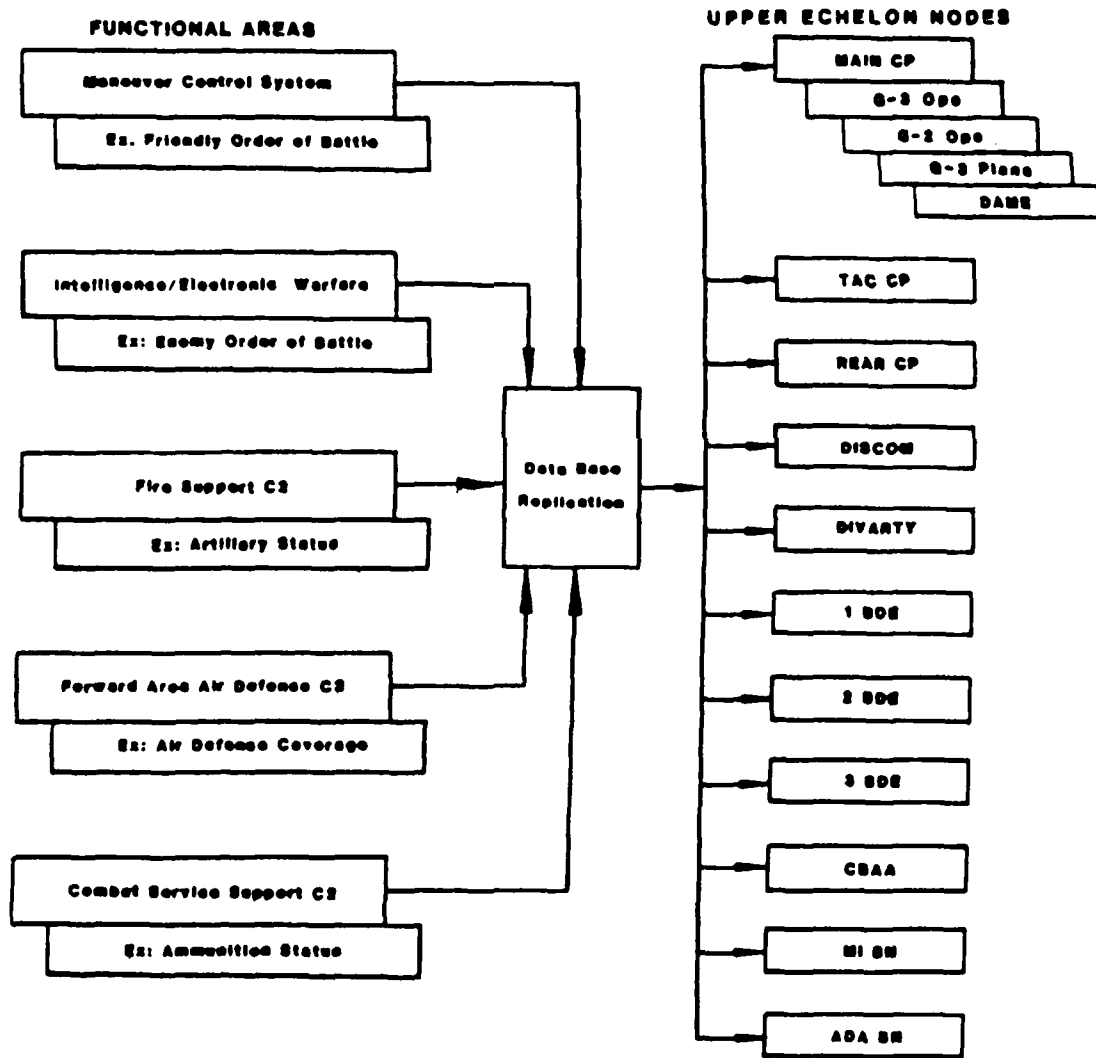 FUNCTIONAL AREAS
Maneuver Control System
Ex. Friendly Order of Battle
Intelligence/Electronic Warfare
Ex: Enemy Order of Battle
Fire Support C2
Ex: Artillery Status
Forward Area Air Defense C2
Ex: Air Defense Coverage
Combat Service Support C2
Ex: Ammunition Status
Data Base
Replication
UPPER ECHELON NODES
MAIN CP
G-3 Ops
G-2 Ops
G-3 Plans
DAME
TAC CP
REAR CP
DISCOM
DIVARTY
1 BDE
2 BDE
3 BDE
CBAA
MI BN
ADA BN